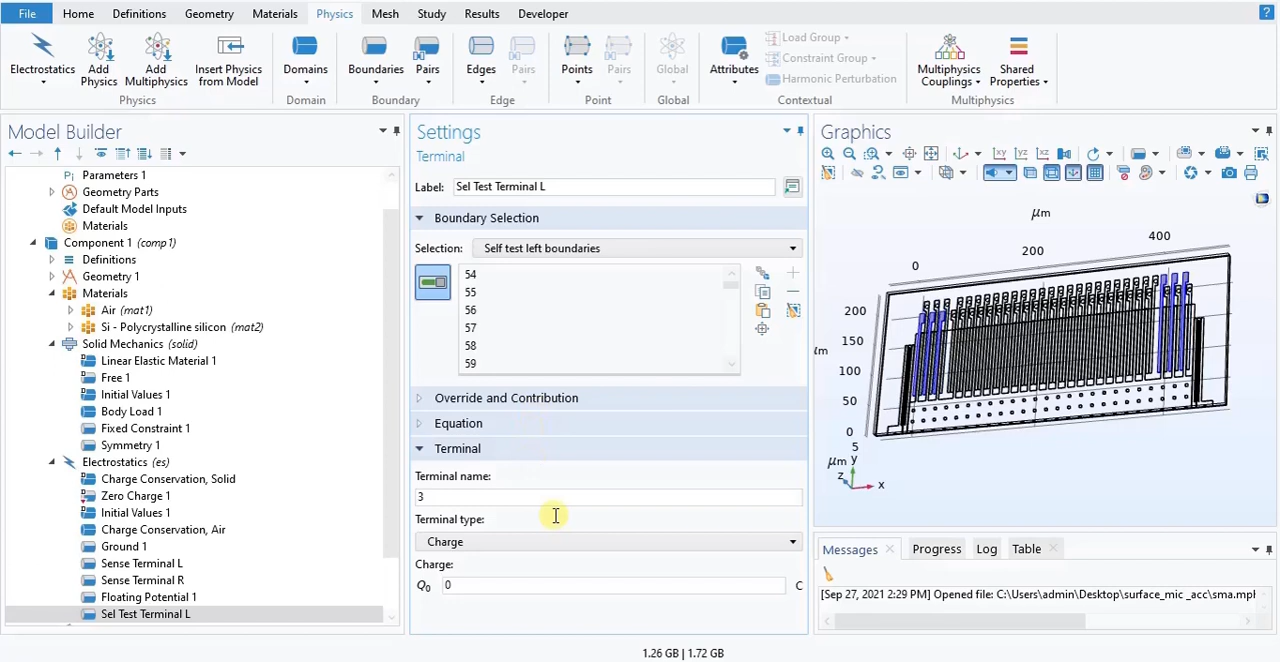 File Home Definitions Geometry Materials Physics Mesh Study Results Developer ?
Electrostatics
Add Physics
Add Multiphysics
Insert Physics from Model
Domains
Boundaries
Pairs
Edges
Pairs
Points
Pairs
Global
Attributes
Load Group
Constraint Group
Harmonic Perturbation
Multiphysics Couplings
Shared Properties
Physics Domain Boundary Edge Point Global Contextual Multiphysics
Model Builder
Pi Parameters 1
Geometry Parts
Default Model Inputs
Materials
Component 1 (comp1)
Definitions
Geometry 1
Materials
Air (mat1)
Si - Polycrystalline silicon (mat2)
Solid Mechanics (solid)
Linear Elastic Material 1
Free 1
Initial Values 1
Body Load 1
Fixed Constraint 1
Symmetry 1
Electrostatics (es)
Charge Conservation, Solid
Zero Charge 1
Initial Values 1
Charge Conservation, Air
Ground 1
Sense Terminal L
Sense Terminal R
Floating Potential 1
Sel Test Terminal L
Settings
Terminal
Label: Sel Test Terminal L
Boundary Selection
Selection: Self test left boundaries
54
55
56
57
58
59
Override and Contribution
Equation
Terminal
Terminal name:
3
Terminal type:
Charge
Charge:
Q0 0 C
Graphics
xy yz xz
µm
400
200
0
200
150
100
50
0
5
µm
y
z
x
Messages Progress Log Table
[Sep 27, 2021 2:29 PM] Opened file: C:\Users\admin\Desktop\surface_mic _acc\sma.mph
1.26 GB | 1.72 GB